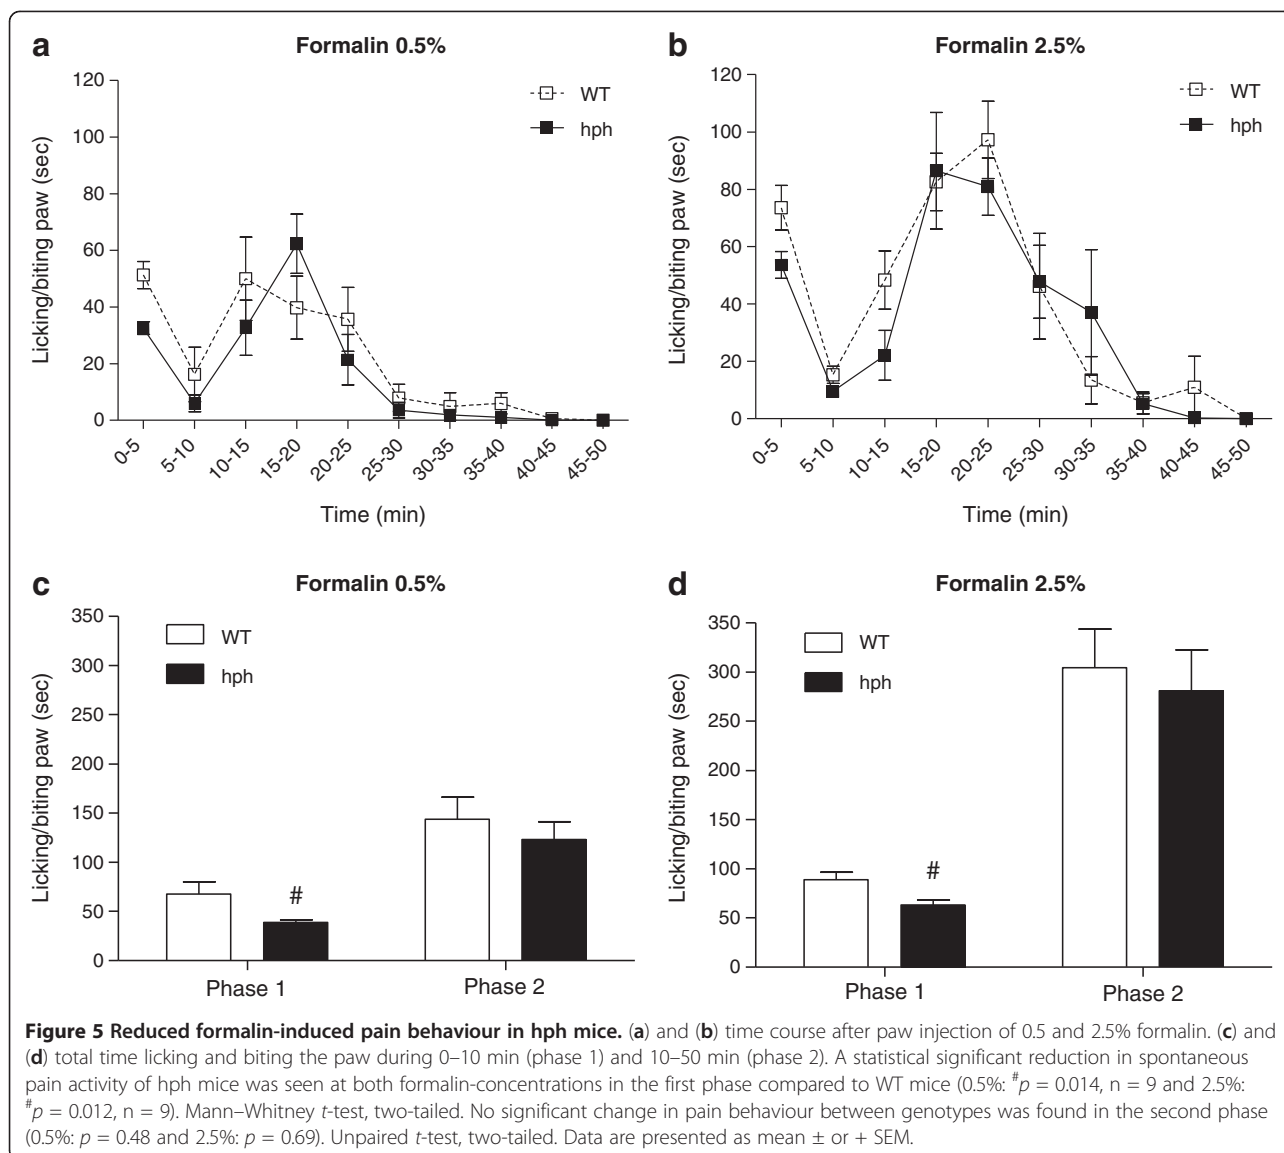 a
Formalin 0.5%
120
100
80
60
40
20
0
Licking/biting paw (sec)
WT
hph
0-5
5-10
10-15
15-20
20-25
25-30
30-35
35-40
40-45
45-50
Time (min)
b
Formalin 2.5%
120
100
80
60
40
20
0
Licking/biting paw (sec)
WT
hph
0-5
5-10
10-15
15-20
20-25
25-30
30-35
35-40
40-45
45-50
Time (min)
c
Formalin 0.5%
350
300
250
200
150
100
50
0
Licking/biting paw (sec)
WT
hph
#
Phase 1
Phase 2
d
Formalin 2.5%
350
300
250
200
150
100
50
0
Licking/biting paw (sec)
WT
hph
#
Phase 1
Phase 2
Figure 5 Reduced formalin-induced pain behaviour in hph mice. (a) and (b) time course after paw injection of 0.5 and 2.5% formalin. (c) and
(d) total time licking and biting the paw during 0–10 min (phase 1) and 10–50 min (phase 2). A statistical significant reduction in spontaneous
pain activity of hph mice was seen at both formalin-concentrations in the first phase compared to WT mice (0.5%: #p = 0.014, n = 9 and 2.5%:
#p = 0.012, n = 9). Mann–Whitney t-test, two-tailed. No significant change in pain behaviour between genotypes was found in the second phase
(0.5%: p = 0.48 and 2.5%: p = 0.69). Unpaired t-test, two-tailed. Data are presented as mean ± or + SEM.